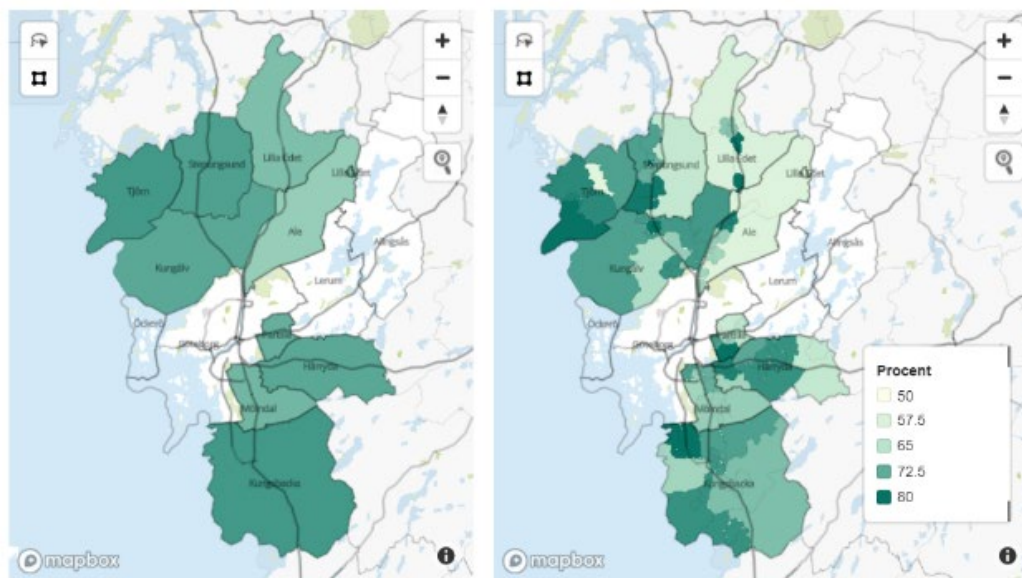 Stenungsund
Lilla Edet
Lilla Edet
Tjörn
Ale
Alingsås
Kungälv
Lerum
Öckerö
Partille
Göteborg
Härryda
Mölndal
Kungsbacka
mapbox
Stenungsund
Lilla Edet
Lilla Edet
Tjörn
Ale
Alingsås
Kungälv
Lerum
Öckerö
Partille
Göteborg
Härryda
Mölndal
Kungsbacka
Procent
50
57.5
65
72.5
80
mapbox